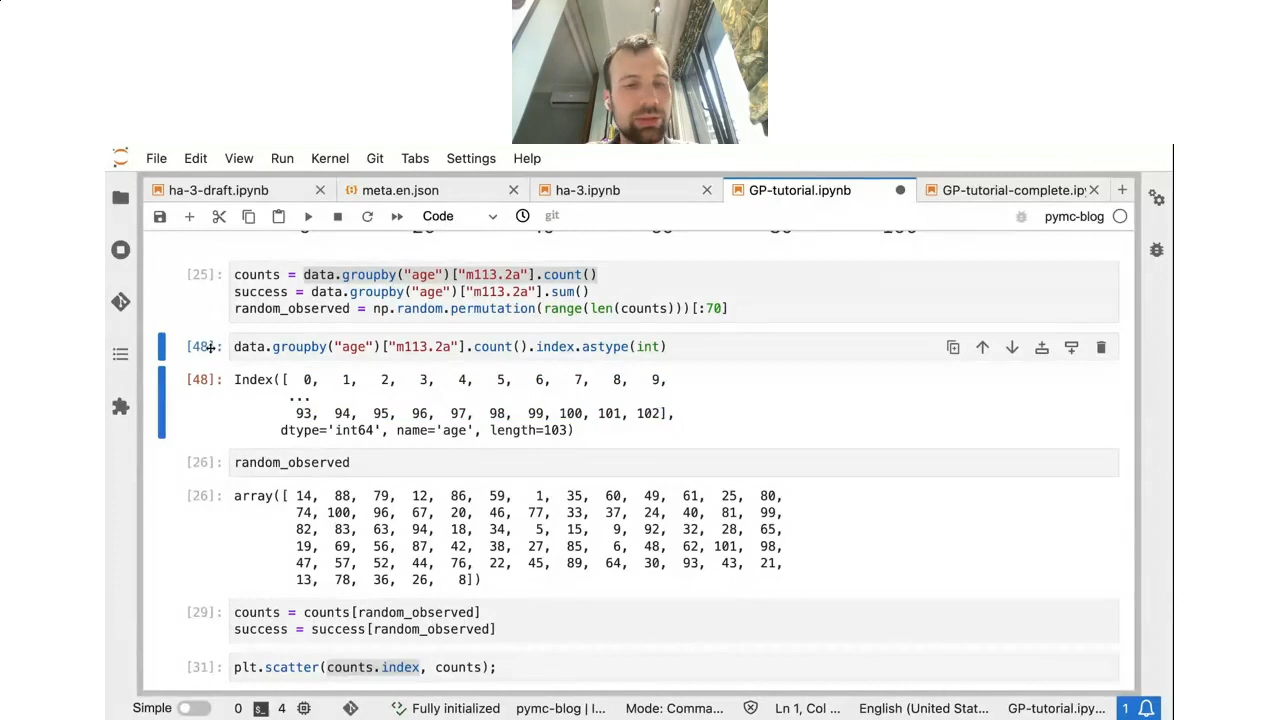 File Edit View Run Kernel Git Tabs Settings Help
ha-3-draft.ipynb meta.en.json ha-3.ipynb GP-tutorial.ipynb GP-tutorial-complete.ip
Code git pymc-blog
[25]: counts = data.groupby("age")["m113.2a"].count()
success = data.groupby("age")["m113.2a"].sum()
random_observed = np.random.permutation(range(len(counts)))[:70]
[48]: data.groupby("age")["m113.2a"].count().index.astype(int)
[48]: Index([ 0, 1, 2, 3, 4, 5, 6, 7, 8, 9,
...
93, 94, 95, 96, 97, 98, 99, 100, 101, 102],
dtype='int64', name='age', length=103)
[26]: random_observed
[26]: array([ 14, 88, 79, 12, 86, 59, 1, 35, 60, 49, 61, 25, 80,
74, 100, 96, 67, 20, 46, 77, 33, 37, 24, 40, 81, 99,
82, 83, 63, 94, 18, 34, 5, 15, 9, 92, 32, 28, 65,
19, 69, 56, 87, 42, 38, 27, 85, 6, 48, 62, 101, 98,
47, 57, 52, 44, 76, 22, 45, 89, 64, 30, 93, 43, 21,
13, 78, 36, 26, 8])
[29]: counts = counts[random_observed]
success = success[random_observed]
[31]: plt.scatter(counts.index, counts);
Simple 0 4 Fully initialized pymc-blog | I... Mode: Comma... Ln 1, Col ... English (United Stat... GP-tutorial.ipy... 1